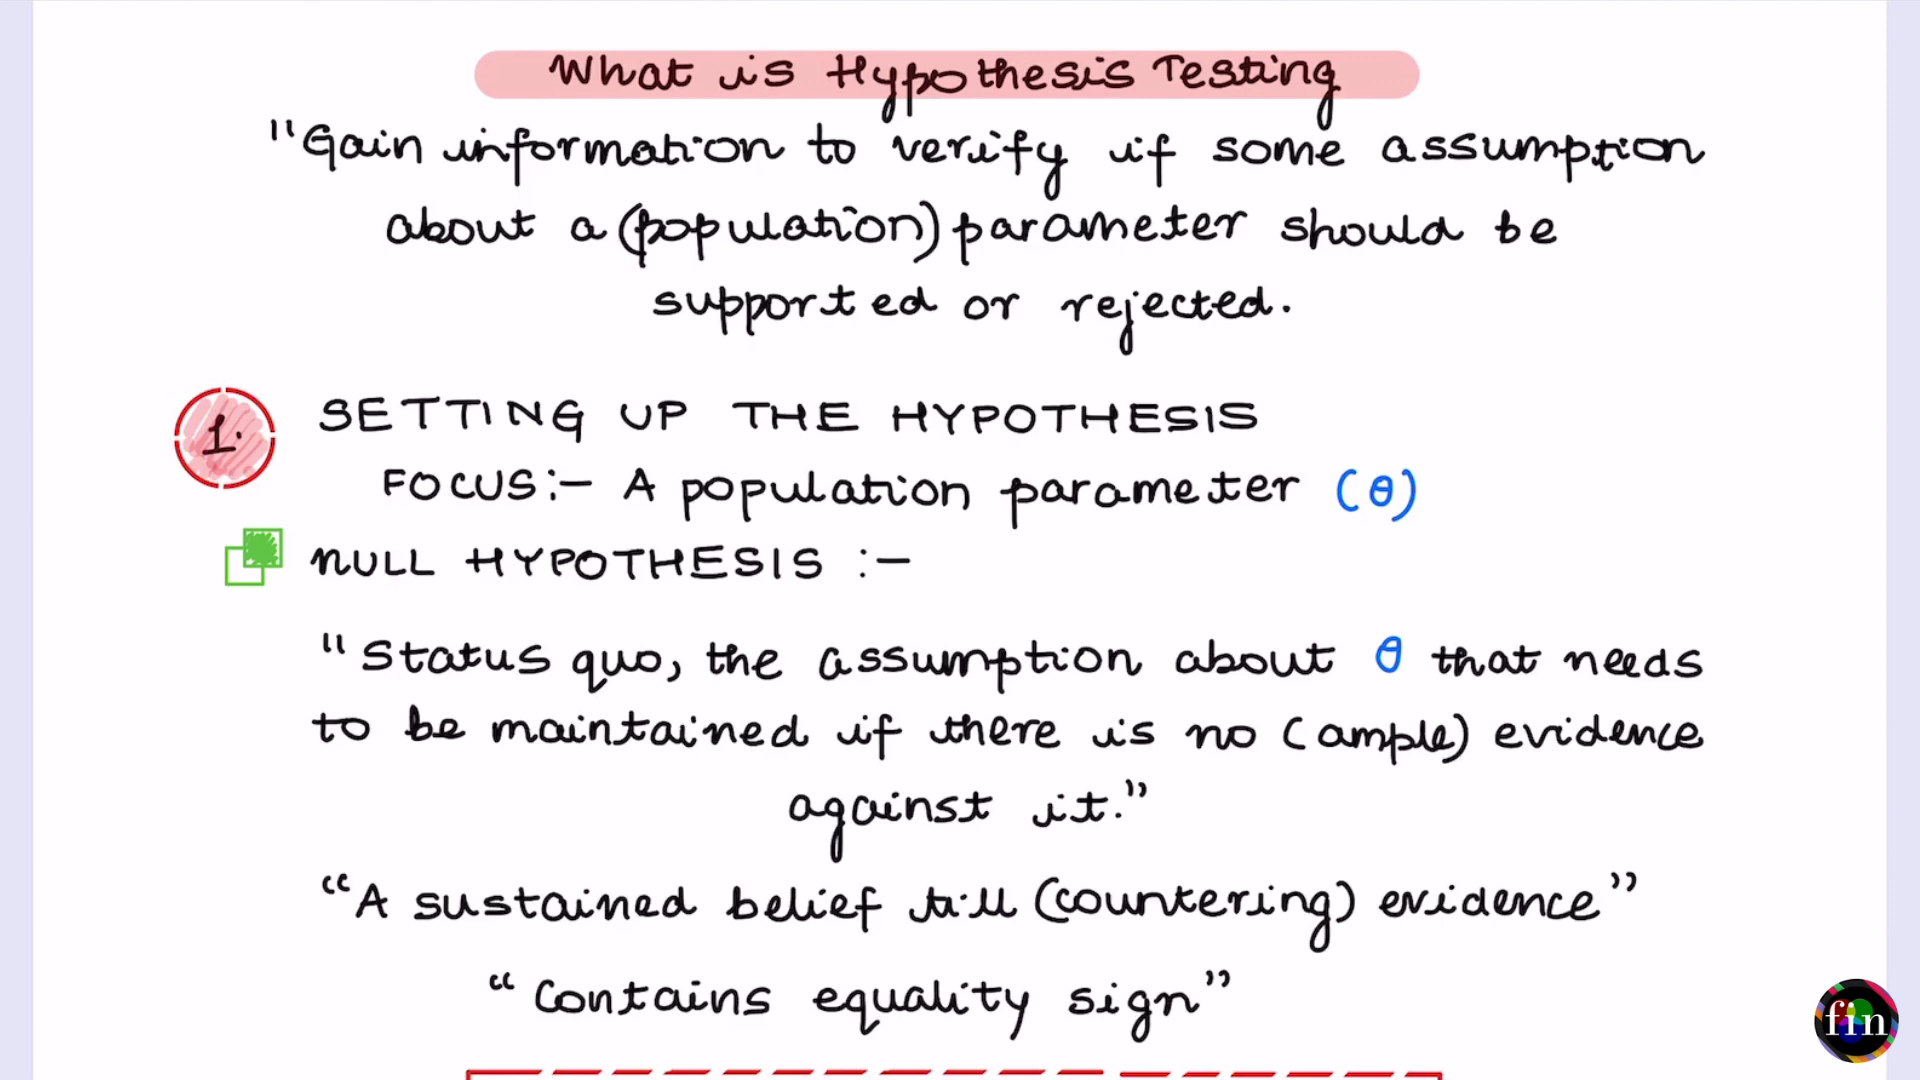 What is Hypothesis Testing
"Gain information to verify if some assumption
about a (population) parameter should be
supported or rejected.
1. SETTING UP THE HYPOTHESIS
FOCUS:- A population parameter (θ)
NULL HYPOTHESIS :-
"Status quo, the assumption about θ that needs
to be maintained if there is no (ample) evidence
against it."
"A sustained belief till (countering) evidence"
"Contains equality sign"
fin